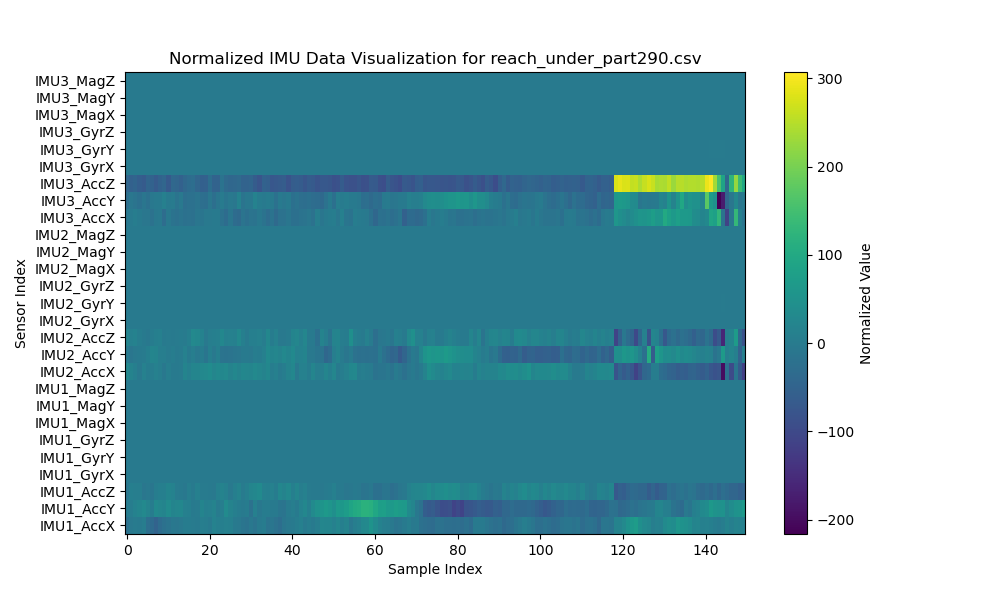 Normalized IMU Data Visualization for reach_under_part290.csv
IMU3_MagZ
IMU3_MagY
IMU3_MagX
IMU3_GyrZ
IMU3_GyrY
IMU3_GyrX
IMU3_AccZ
IMU3_AccY
IMU3_AccX
IMU2_MagZ
IMU2_MagY
IMU2_MagX
IMU2_GyrZ
IMU2_GyrY
IMU2_GyrX
IMU2_AccZ
IMU2_AccY
IMU2_AccX
IMU1_MagZ
IMU1_MagY
IMU1_MagX
IMU1_GyrZ
IMU1_GyrY
IMU1_GyrX
IMU1_AccZ
IMU1_AccY
IMU1_AccX
Sensor Index
0 20 40 60 80 100 120 140
Sample Index
300
200
100
0
−100
−200
Normalized Value